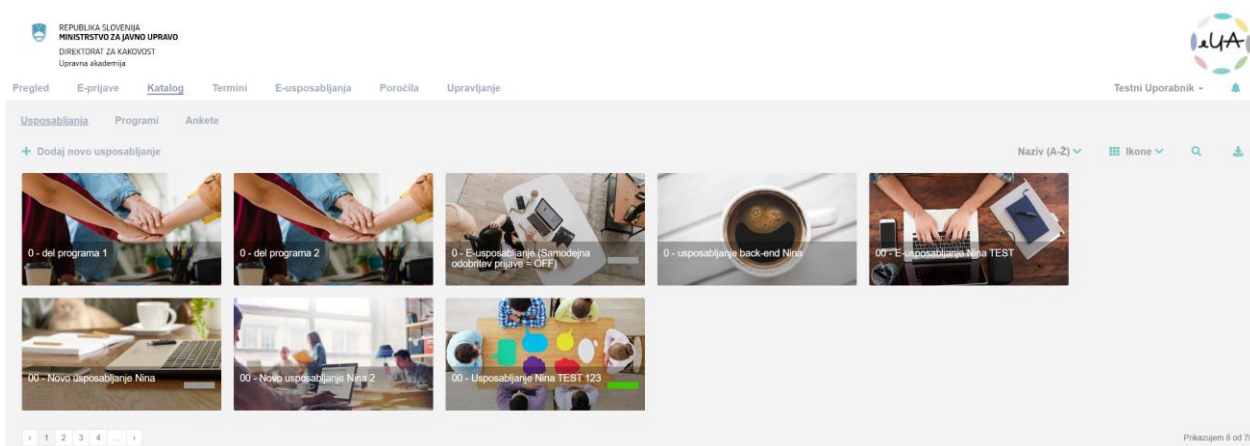 REPUBLIKA SLOVENIJA
MINISTRSTVO ZA JAVNO UPRAVO
DIREKTORAT ZA KAKOVOST
Upravna akademija
eUA
Pregled E-prijave Katalog Termini E-usposabljanja Poročila Upravljanje Testni Uporabnik
Usposabljanja Programi Ankete
+ Dodaj novo usposabljanje Naziv (A-Ž) Ikone
0 - del programa 1
0 - del programa 2
0 - E-usposabljanje (Samodejna
odobritev prijave = OFF)
0 - usposabljanje back-end Nina
00 - E-usposabljanje Nina TEST
00 - Novo usposabljanje Nina
00 - Novo usposabljanje Nina 2
00 - Usposabljanje Nina TEST 123
‹ 1 2 3 4 ... ›
Prikazujem 8 od